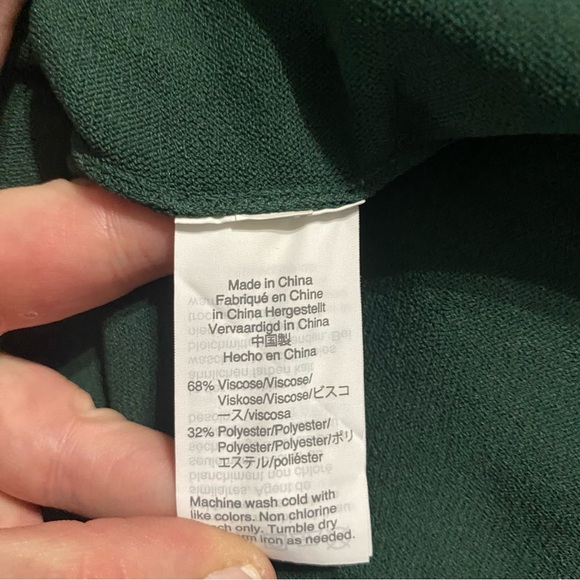 Made in China
Fabriqué en Chine
in China Hergestellt
Vervaardigd in China
中国製
Hecho en China
68% Viscose/Viscose/
Viskose/Viscose/ビスコ
ース/viscosa
32% Polyester/Polyester/
Polyester/Polyester/ポリ
エステル/poliéster
Machine wash cold with
like colors. Non chlorine
only. Tumble dry
iron as needed.